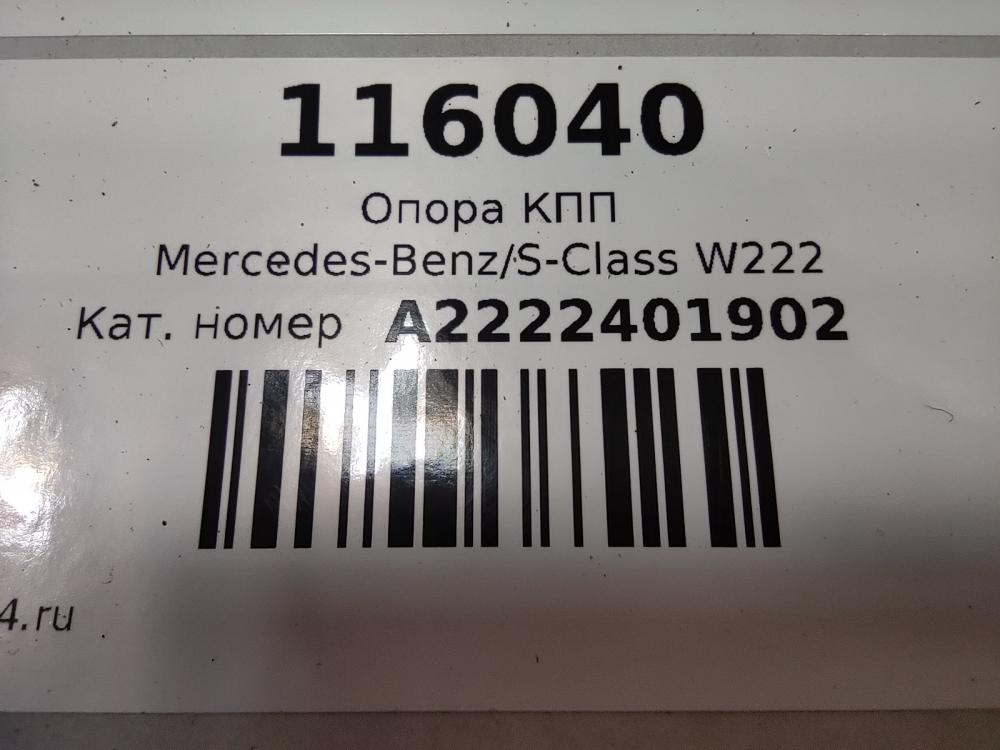 116040
Опора КПП
Mercedes-Benz/S-Class W222
Кат. номер A2222401902
4.ru